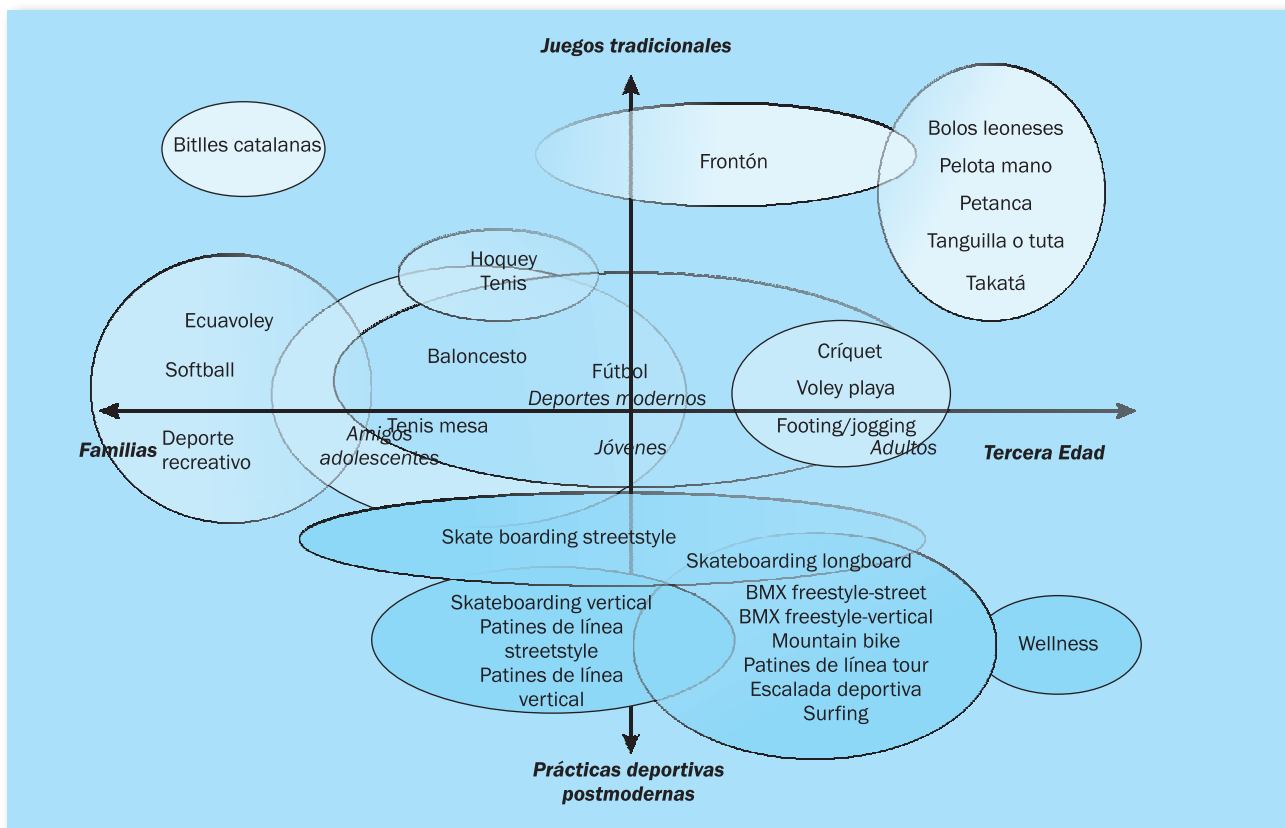 Juegos tradicionales
Bitlles catalanas
Frontón
Bolos leoneses
Pelota mano
Petanca
Tanguilla o tuta
Takatá
Hoquey
Tenis
Ecuavoley
Softball
Baloncesto
Fútbol
Deportes modernos
Críquet
Voley playa
Footing/jogging
Familias
Deporte
recreativo
Tenis mesa
Amigos
adolescentes
Jóvenes
Adultos
Tercera Edad
Skate boarding streetstyle
Skateboarding longboard
Skateboarding vertical
Patines de línea
streetstyle
Patines de línea
vertical
BMX freestyle-street
BMX freestyle-vertical
Mountain bike
Patines de línea tour
Escalada deportiva
Surfing
Wellness
Prácticas deportivas
postmodernas